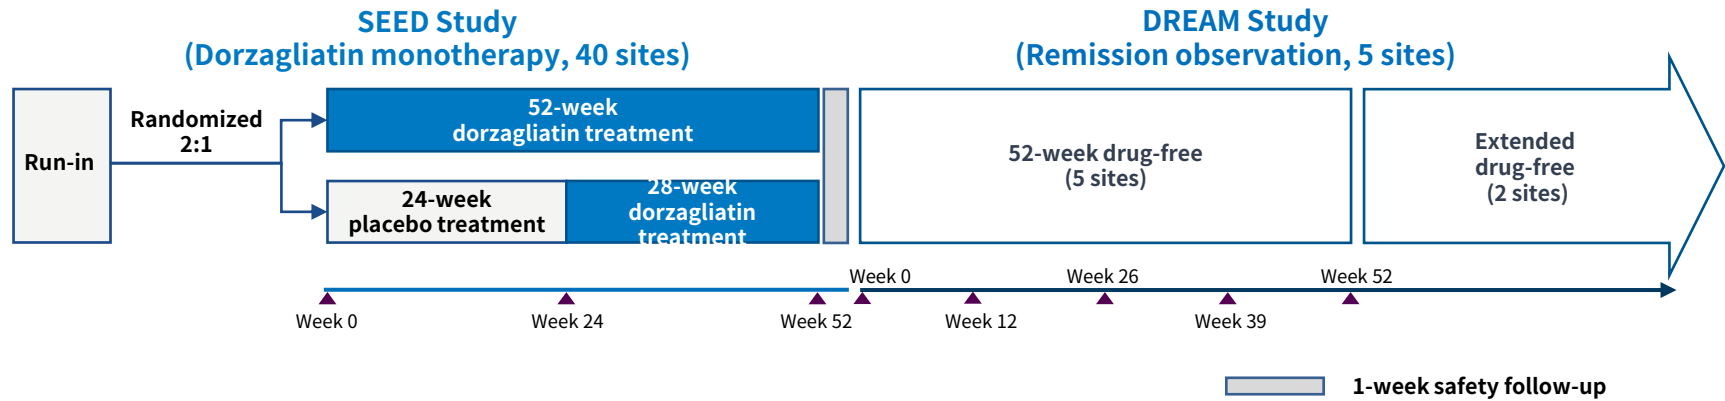 SEED Study
(Dorzagliatin monotherapy, 40 sites)
DREAM Study
(Remission observation, 5 sites)
Run-in
Randomized
2:1
52-week
dorzagliatin treatment
24-week
placebo treatment
28-week
dorzagliatin
treatment
52-week drug-free
(5 sites)
Extended
drug-free
(2 sites)
Week 0
Week 24
Week 52
Week 0
Week 12
Week 26
Week 39
Week 52
1-week safety follow-up